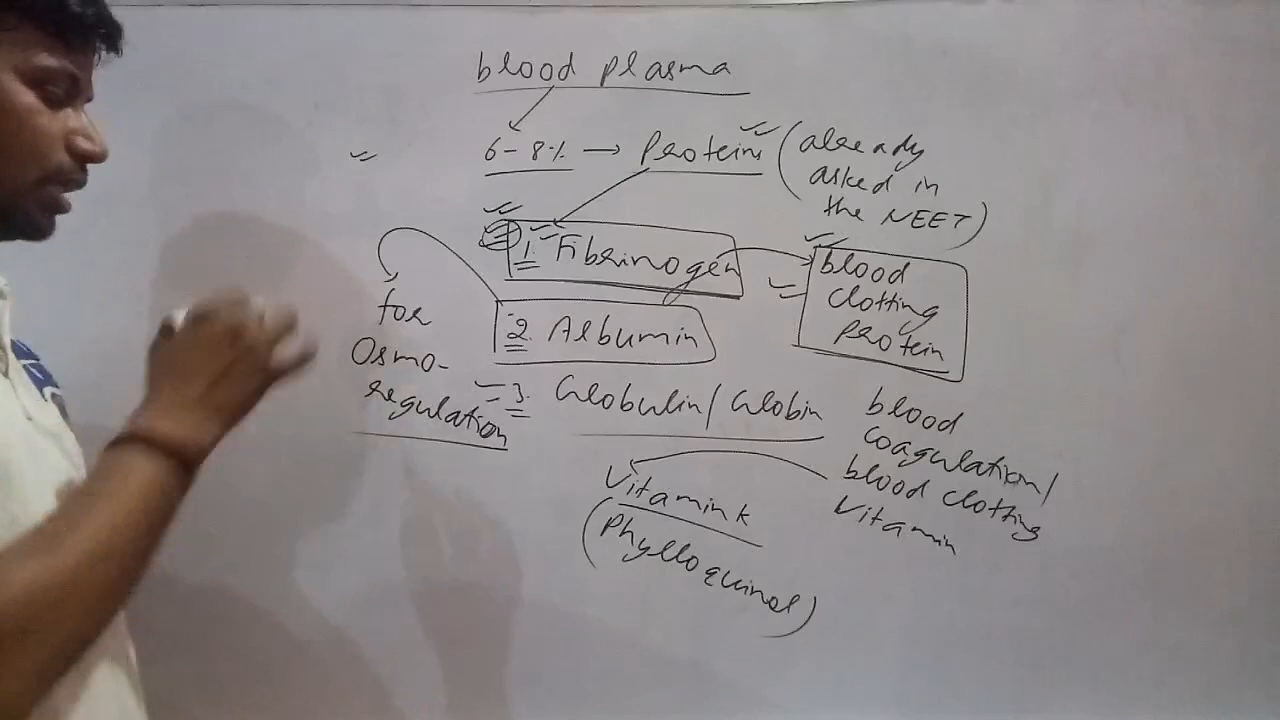 blood plasma
6-8% → Proteins (already
asked in
the NEET)
1. Fibrinogen
blood
clotting
Protein
2. Albumin
for
Osmo-
regulation
3. Globulin/Globin
blood
coagulation/
blood clotting
Vitamin
Vitamin K
(Phylloquinol)